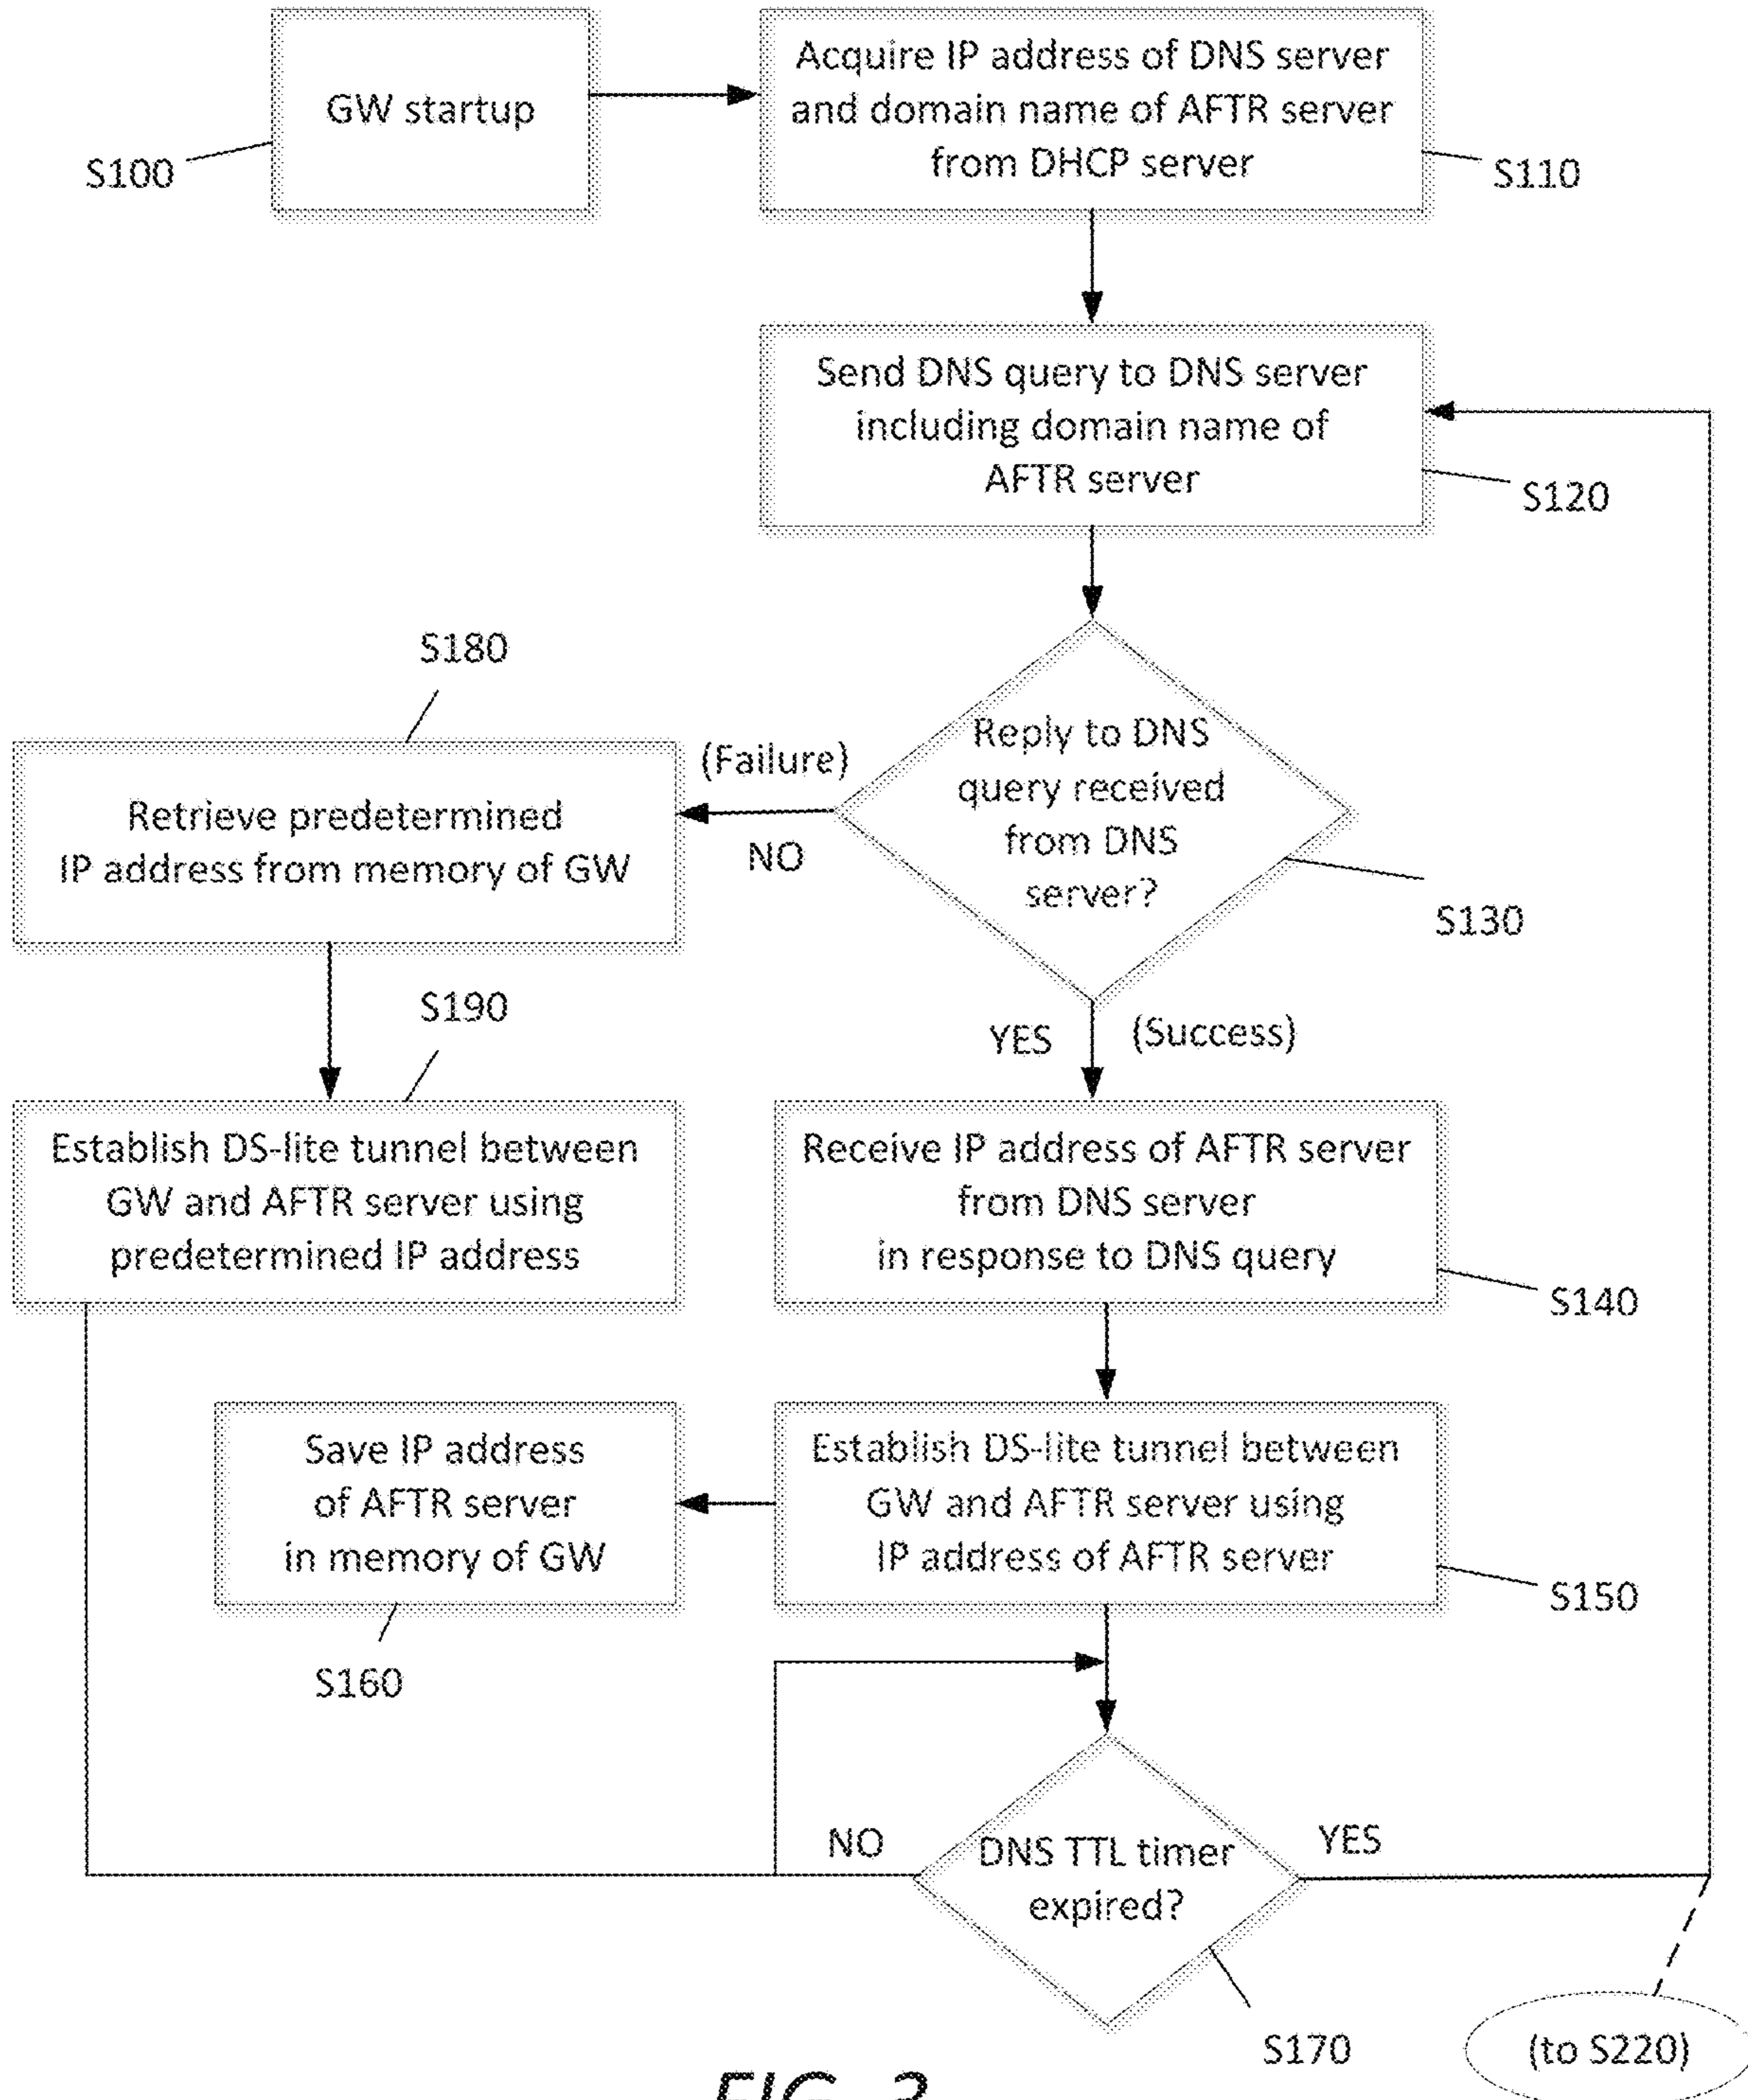 GW startup
S100
Acquire IP address of DNS server
and domain name of AFTR server
from DHCP server
S110
Send DNS query to DNS server
including domain name of
AFTR server
S120
Reply to DNS
query received
from DNS
server?
S130
(Failure)
NO
S180
Retrieve predetermined
IP address from memory of GW
S190
Establish DS-lite tunnel between
GW and AFTR server using
predetermined IP address
YES
(Success)
Receive IP address of AFTR server
from DNS server
in response to DNS query
S140
Establish DS-lite tunnel between
GW and AFTR server using
IP address of AFTR server
S150
Save IP address
of AFTR server
in memory of GW
S160
NO
DNS TTL timer
expired?
YES
S170
(to S220)